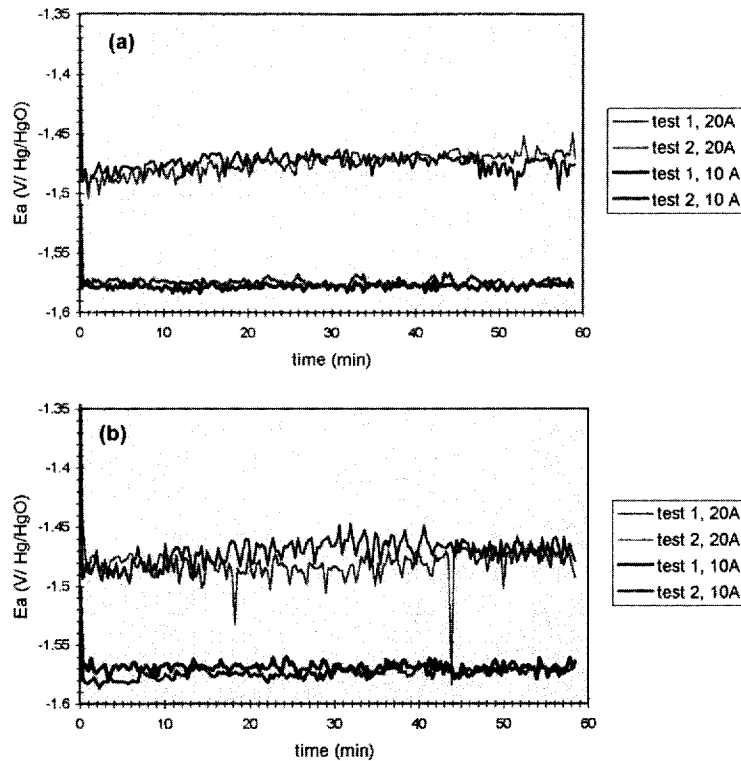 -1.35
(a)
-1.4
-1.45
-1.5
-1.55
-1.6
Ea (V/ Hg/HgO)
0 10 20 30 40 50 60
time (min)
test 1, 20A
test 2, 20A
test 1, 10 A
test 2, 10 A
-1.35
(b)
-1.4
-1.45
-1.5
-1.55
-1.6
Ea (V/ Hg/HgO)
0 10 20 30 40 50 60
time (min)
test 1, 20A
test 2, 20A
test 1, 10A
test 2, 10A